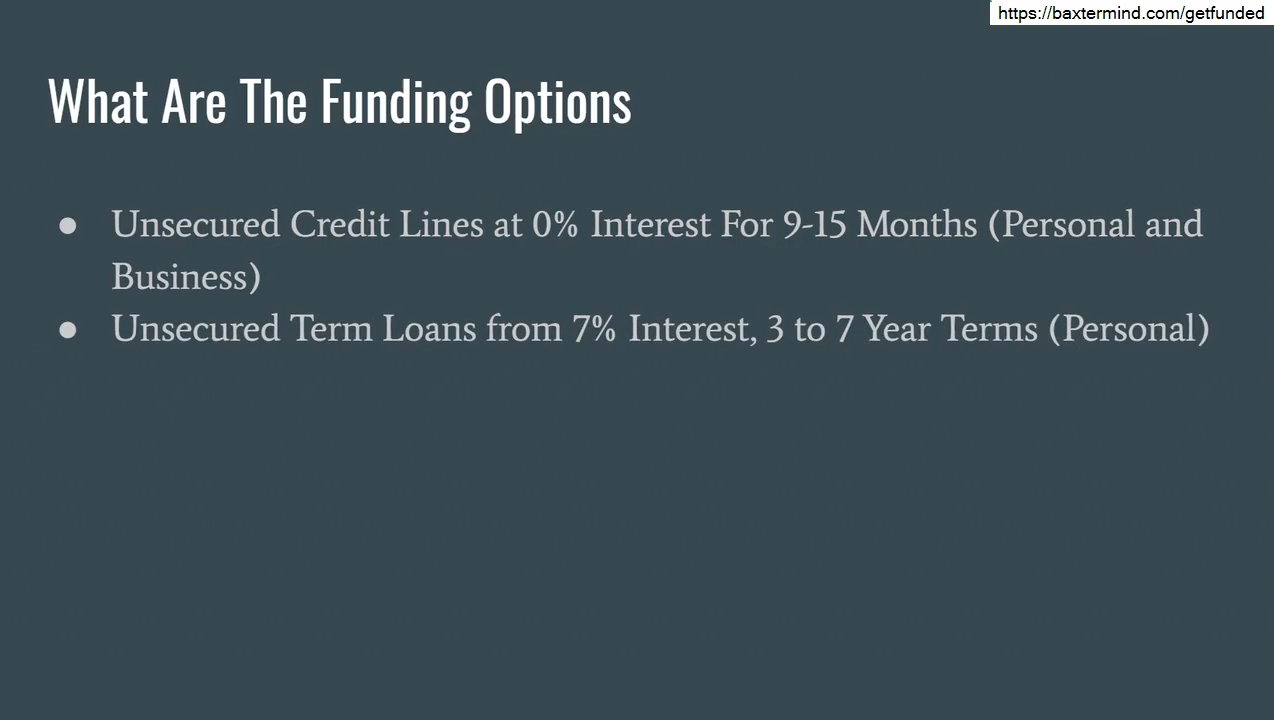 https://baxtermind.com/getfunded
What Are The Funding Options
● Unsecured Credit Lines at 0% Interest For 9-15 Months (Personal and
Business)
● Unsecured Term Loans from 7% Interest, 3 to 7 Year Terms (Personal)